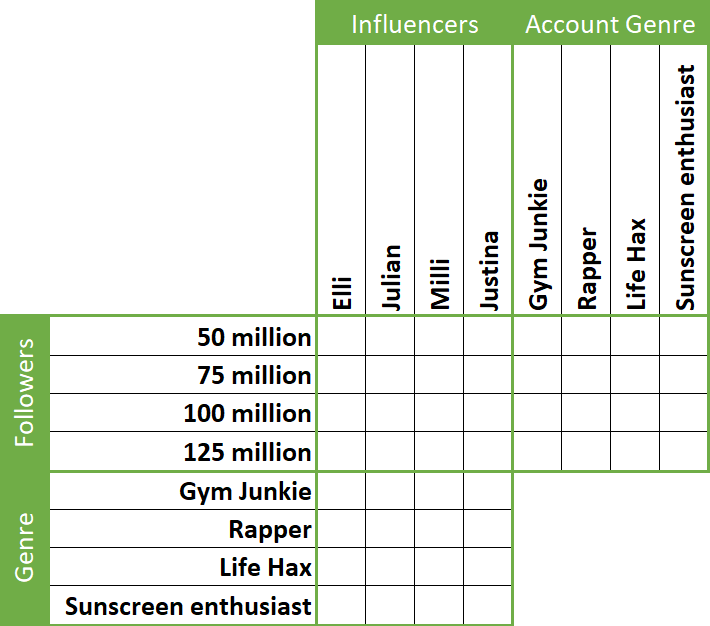 Influencers
Account Genre
Elli
Julian
Milli
Justina
Gym Junkie
Rapper
Life Hax
Sunscreen enthusiast
Followers
50 million
75 million
100 million
125 million
Genre
Gym Junkie
Rapper
Life Hax
Sunscreen enthusiast